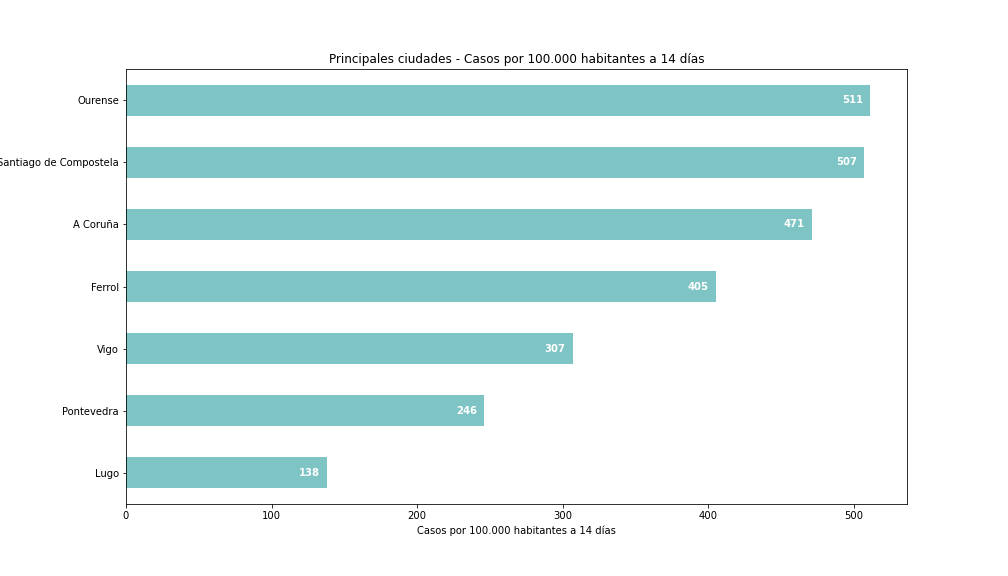 Principales ciudades - Casos por 100.000 habitantes a 14 días
Ourense 511
Santiago de Compostela 507
A Coruña 471
Ferrol 405
Vigo 307
Pontevedra 246
Lugo 138
0 100 200 300 400 500
Casos por 100.000 habitantes a 14 días